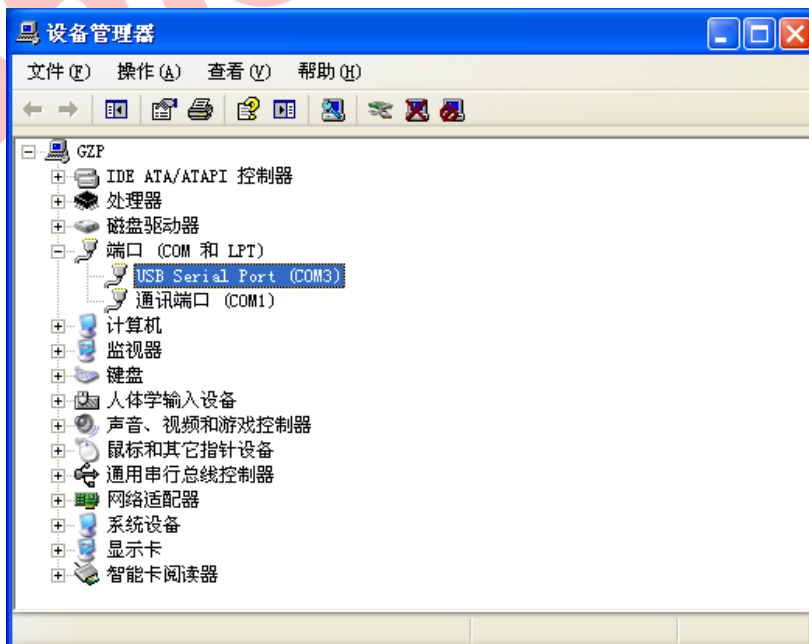 设备管理器
文件(F) 操作(A) 查看(V) 帮助(H)
GZP
IDE ATA/ATAPI 控制器
处理器
磁盘驱动器
端口 (COM 和 LPT)
USB Serial Port (COM3)
通讯端口 (COM1)
计算机
监视器
键盘
人体学输入设备
声音、视频和游戏控制器
鼠标和其它指针设备
通用串行总线控制器
网络适配器
系统设备
显示卡
智能卡阅读器